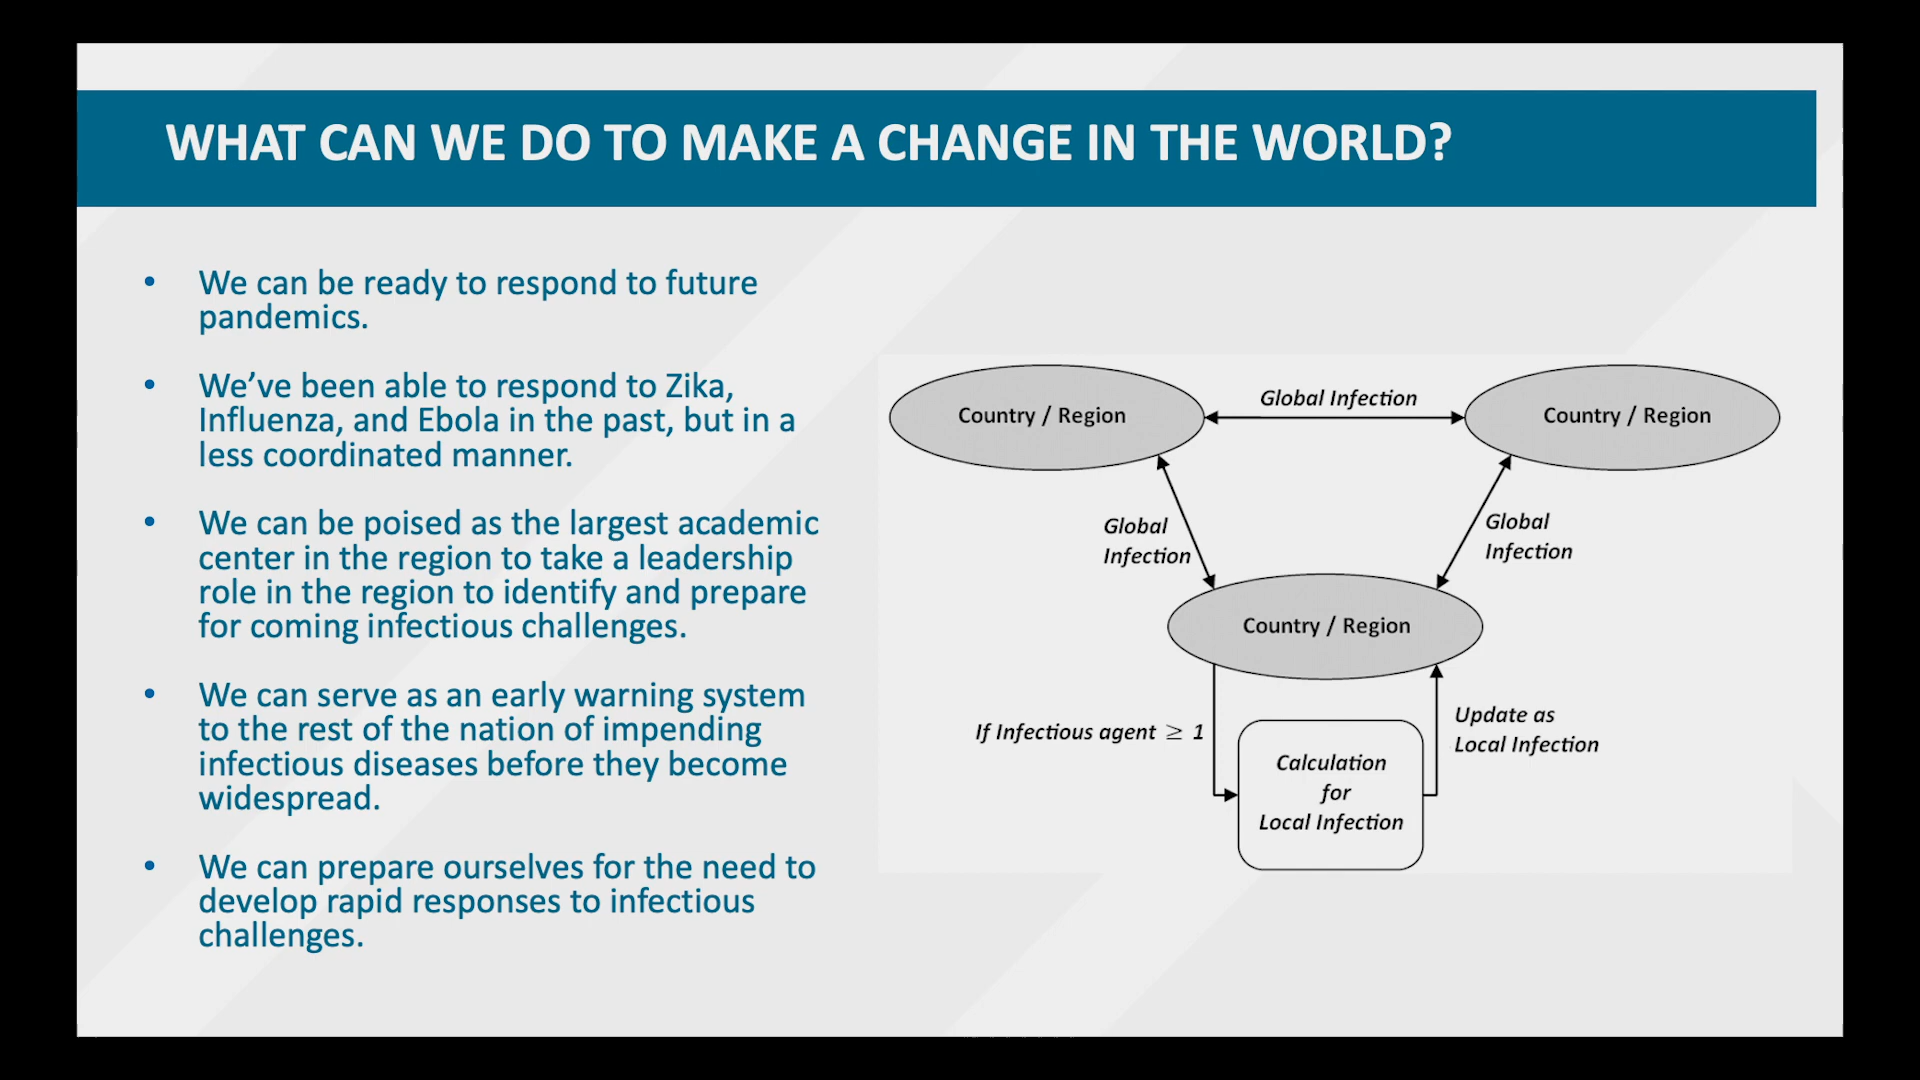 WHAT CAN WE DO TO MAKE A CHANGE IN THE WORLD?
• We can be ready to respond to future
pandemics.
• We’ve been able to respond to Zika,
Influenza, and Ebola in the past, but in a
less coordinated manner.
• We can be poised as the largest academic
center in the region to take a leadership
role in the region to identify and prepare
for coming infectious challenges.
• We can serve as an early warning system
to the rest of the nation of impending
infectious diseases before they become
widespread.
• We can prepare ourselves for the need to
develop rapid responses to infectious
challenges.
Country / Region
Global Infection
Country / Region
Global
Infection
Global
Infection
Country / Region
If Infectious agent ≥ 1
Calculation
for
Local Infection
Update as
Local Infection